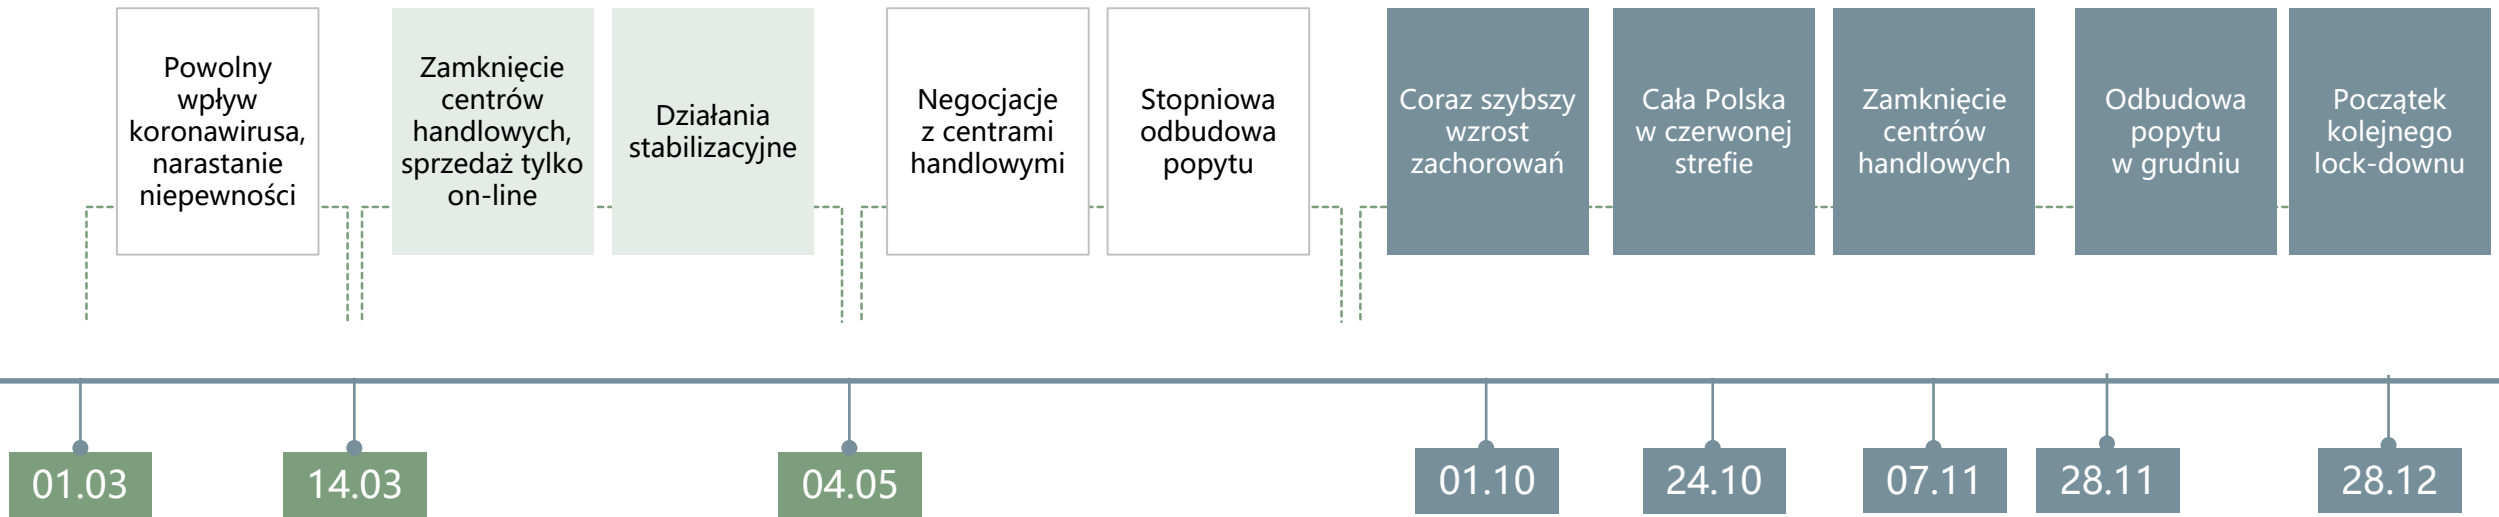 Powolny
wpływ
koronawirusa,
narastanie
niepewności
Zamknięcie
centrów
handlowych,
sprzedaż tylko
on-line
Działania
stabilizacyjne
Negocjacje
z centrami
handlowymi
Stopniowa
odbudowa
popytu
Coraz szybszy
wzrost
zachorowań
Cała Polska
w czerwonej
strefie
Zamknięcie
centrów
handlowych
Odbudowa
popytu
w grudniu
Początek
kolejnego
lock-downu
01.03
14.03
04.05
01.10
24.10
07.11
28.11
28.12